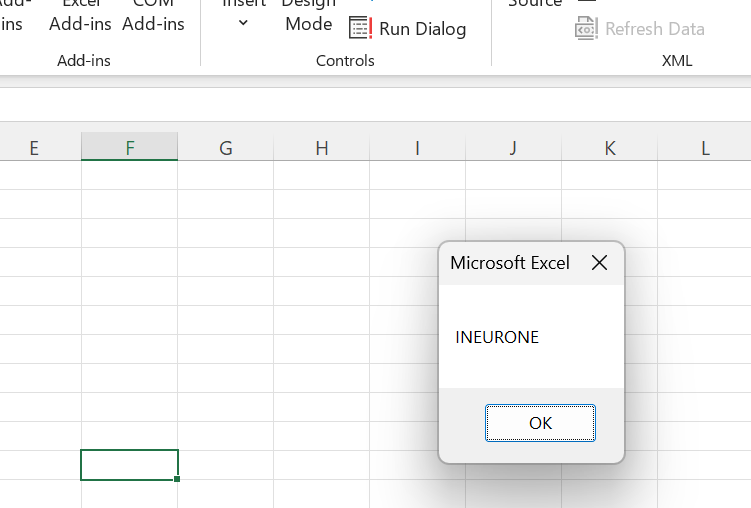 Add-ins Excel Add-ins COM Add-ins
Insert Design Mode
Run Dialog
Source
Refresh Data
Add-ins Controls XML
E F G H I J K L
Microsoft Excel
INEURONE
OK